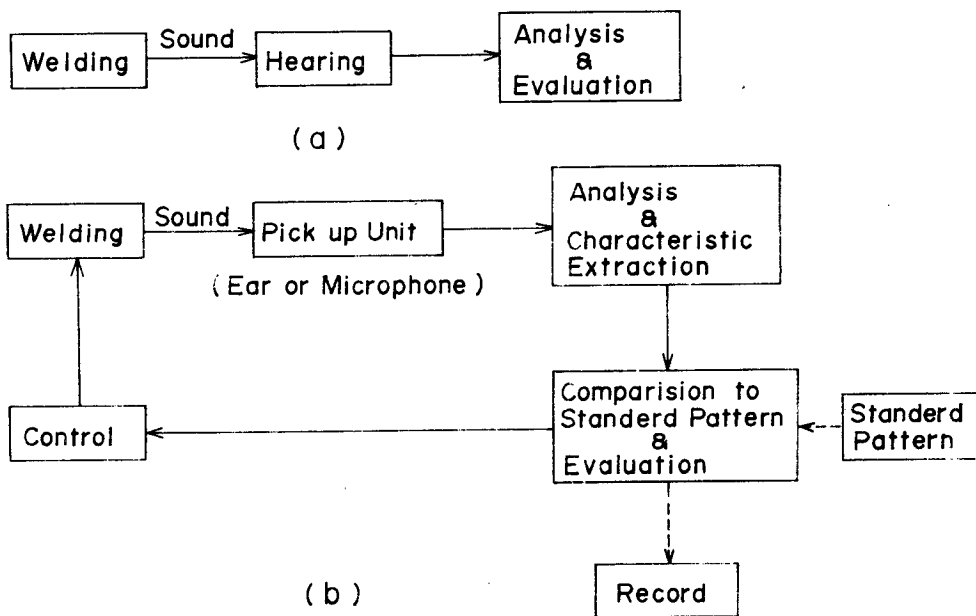 Welding
Sound
Hearing
Analysis
&
Evaluation
(a)
Welding
Sound
Pick up Unit
(Ear or Microphone)
Analysis
&
Characteristic
Extraction
Control
Comparision to
Standerd Pattern
&
Evaluation
Standerd
Pattern
Record
(b)